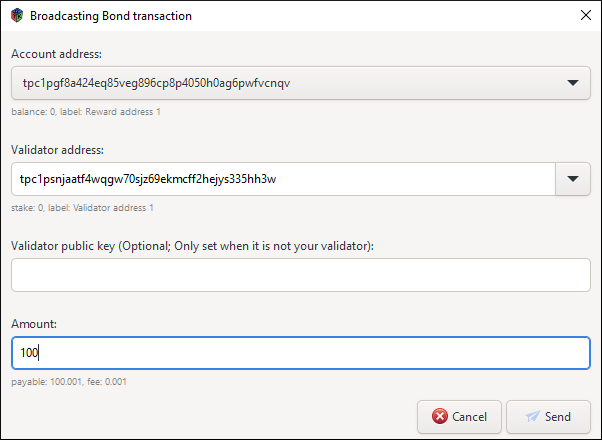 Broadcasting Bond transaction
Account address:
tpc1pgf8a424eq85veg896cp8p4050h0ag6pwfvcnqv
balance: 0, label: Reward address 1
Validator address:
tpc1psnjaatf4wqgw70sjz69ekmcff2hejys335hh3w
stake: 0, label: Validator address 1
Validator public key (Optional; Only set when it is not your validator):
Amount:
100
payable: 100.001, fee: 0.001
Cancel
Send